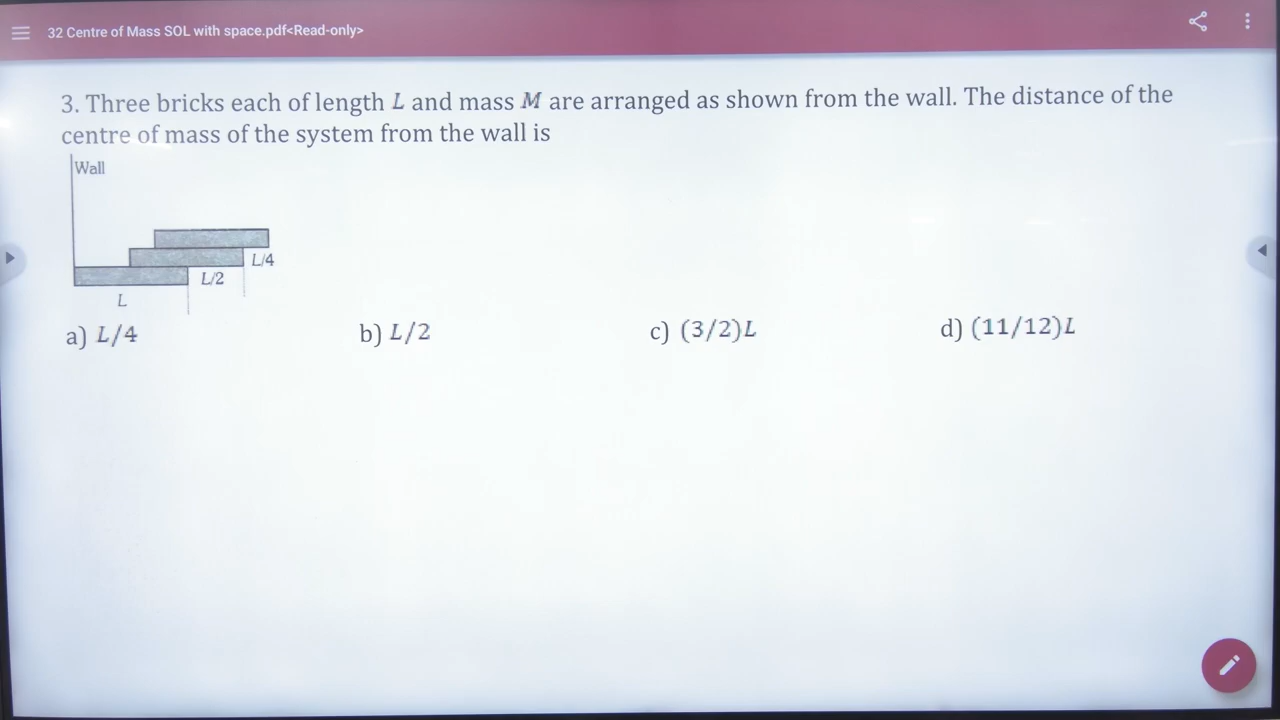 32 Centre of Mass SOL with space.pdf<Read-only>
3. Three bricks each of length L and mass M are arranged as shown from the wall. The distance of the
centre of mass of the system from the wall is
Wall
L/4
L/2
L
a) L/4
b) L/2
c) (3/2)L
d) (11/12)L